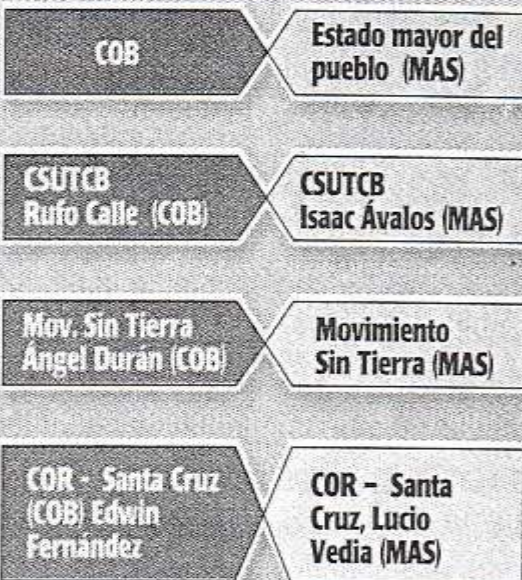 COB
Estado mayor del
pueblo (MAS)
CSUTCB
Rufo Calle (COB)
CSUTCB
Isaac Ávalos (MAS)
Mov. Sin Tierra
Ángel Durán (COB)
Movimiento
Sin Tierra (MAS)
COR - Santa Cruz
(COB) Edwin
Fernández
COR – Santa
Cruz, Lucio
Vedia (MAS)